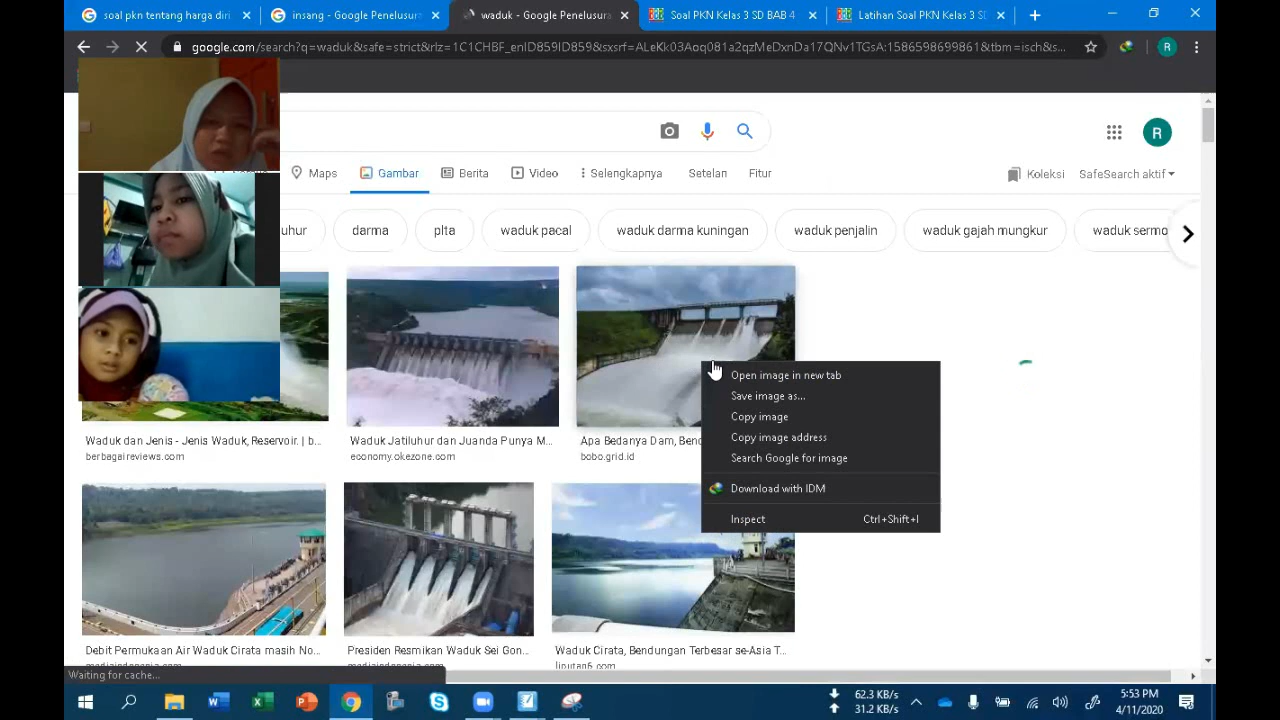 soal pkn tentang harga diri
insang - Google Penelusura
waduk - Google Penelusura
Soal PKN Kelas 3 SD BAB 4
Latihan Soal PKN Kelas 3 SD
google.com/search?q=waduk&safe=strict&rlz=1C1CHBF_enID859ID859&sxsrf=ALeKk03Aoq081a2qzMeDxnDa17QNv1TGsA:1586598699861&tbm=isch&s...
R
R
Maps
Gambar
Berita
Video
Selengkapnya
Setelan
Fitur
Koleksi
SafeSearch aktif
uhur
darma
plta
waduk pacal
waduk darma kuningan
waduk penjalin
waduk gajah mungkur
waduk sermo
Open image in new tab
Save image as...
Copy image
Copy image address
Search Google for image
Download with IDM
Inspect
Ctrl+Shift+I
Waduk dan Jenis - Jenis Waduk, Reservoir. | b...
berbagaireviews.com
Waduk Jatiluhur dan Juanda Punya M...
economy.okezone.com
Apa Bedanya Dam, Bend
bobo.grid.id
Debit Permukaan Air Waduk Cirata masih No...
mediaindonesia.com
Presiden Resmikan Waduk Sei Gon...
mediaindonesia.com
Waduk Cirata, Bendungan Terbesar se-Asia T...
liputan6.com
Waiting for cache...
62.3 KB/s
31.2 KB/s
5:53 PM
4/11/2020